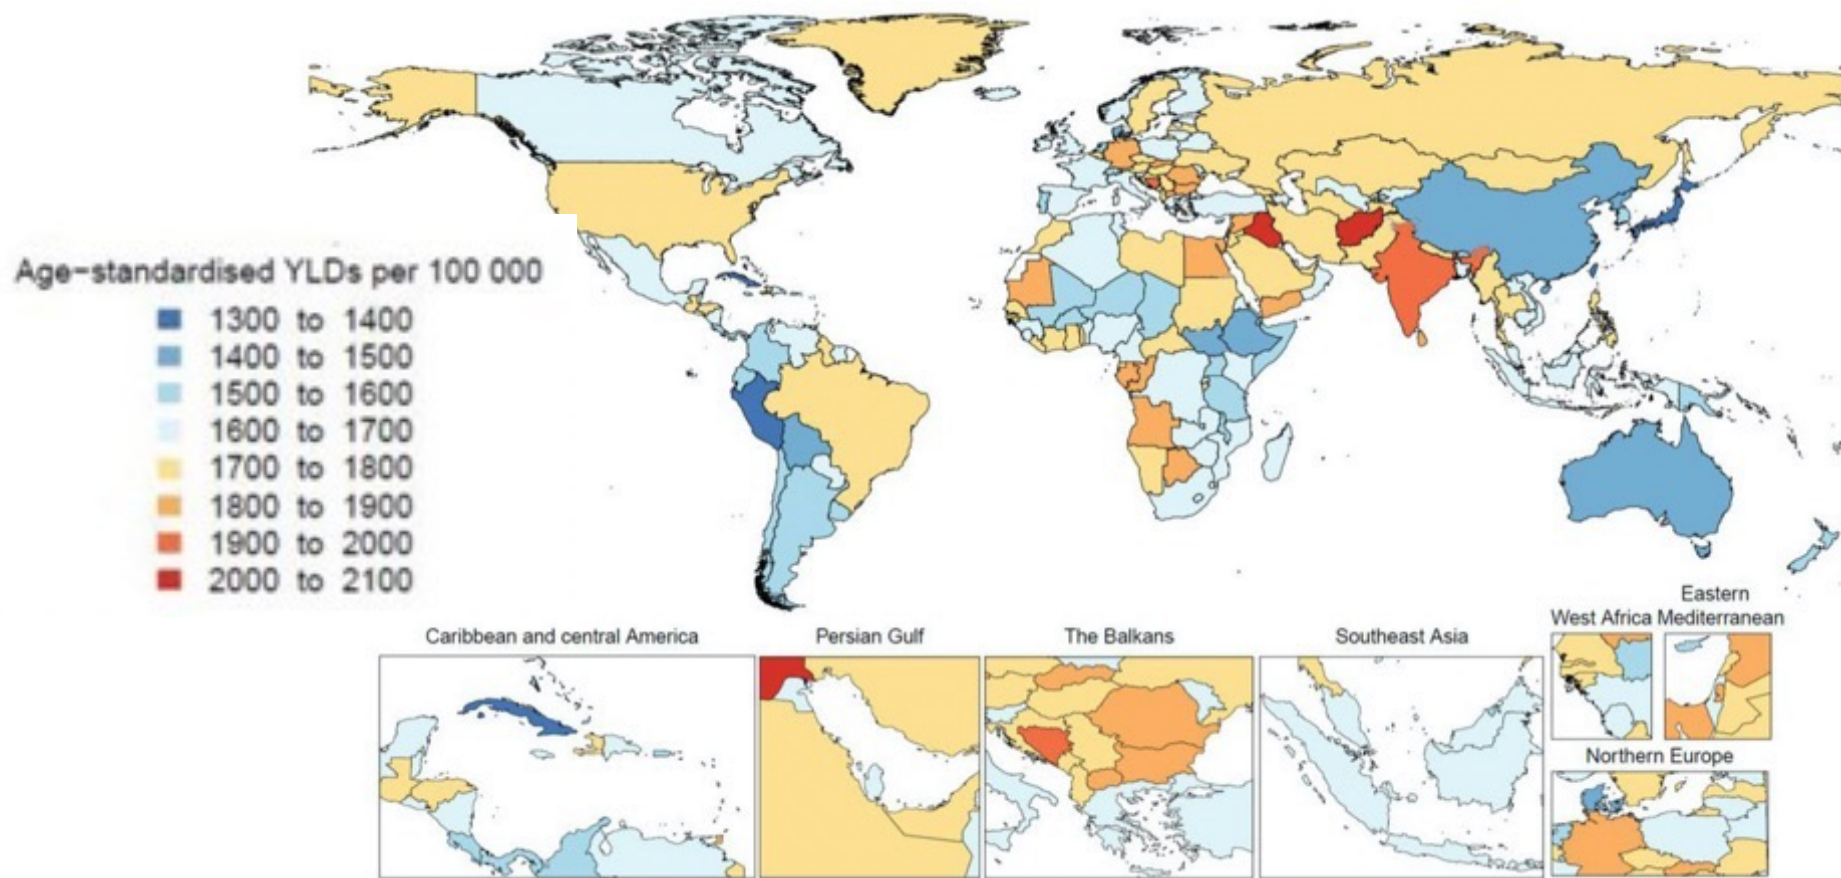 Age-standardised YLDs per 100 000
1300 to 1400
1400 to 1500
1500 to 1600
1600 to 1700
1700 to 1800
1800 to 1900
1900 to 2000
2000 to 2100
Caribbean and central America
Persian Gulf
The Balkans
Southeast Asia
West Africa
Eastern
Mediterranean
Northern Europe